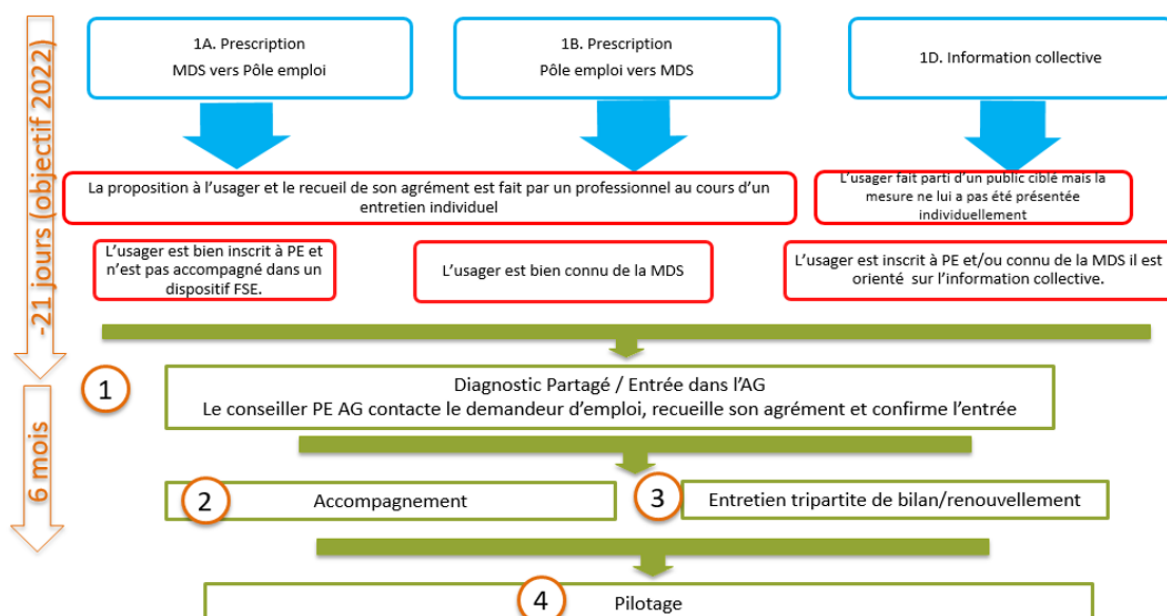 1A. Prescription
MDS vers Pôle emploi
1B. Prescription
Pôle emploi vers MDS
1D. Information collective
-21 jours (objectif 2022)
La proposition à l'usager et le recueil de son agrément est fait par un professionnel au cours d'un
entretien individuel
L'usager fait parti d'un public ciblé mais la
mesure ne lui a pas été présentée
individuellement
L'usager est bien inscrit à PE et
n'est pas accompagné dans un
dispositif FSE.
L'usager est bien connu de la MDS
L'usager est inscrit à PE et/ou connu de la MDS il est
orienté sur l'information collective.
1
Diagnostic Partagé / Entrée dans l'AG
Le conseiller PE AG contacte le demandeur d'emploi, recueille son agrément et confirme l'entrée
6 mois
2
Accompagnement
3
Entretien tripartite de bilan/renouvellement
4
Pilotage